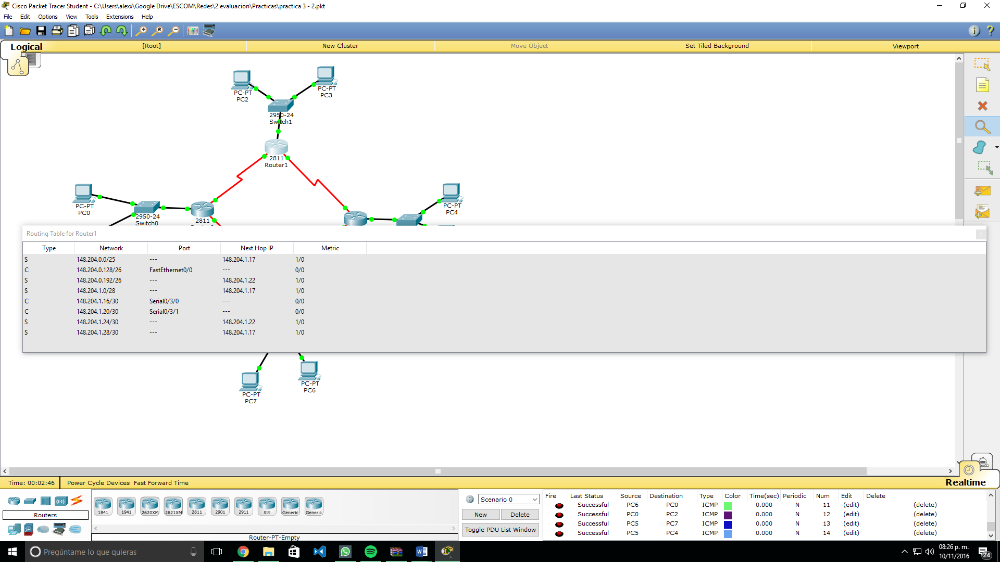 Cisco Packet Tracer Student - C:\Users\alexx\Google Drive\ESCOM\Redes\2 evaluacion\Practicas\practica 3 - 2.pkt
File Edit Options View Tools Extensions Help
Logical [Root] New Cluster Move Object Set Tiled Background Viewport
PC-PT
PC2
PC-PT
PC3
2950-24
Switch1
2811
Router1
PC-PT
PC0
2950-24
Switch0
2811
PC-PT
PC4
Routing Table for Router1
Type Network Port Next Hop IP Metric
S 148.204.0.0/25 --- 148.204.1.17 1/0
C 148.204.0.128/26 FastEthernet0/0 --- 0/0
S 148.204.0.192/26 --- 148.204.1.22 1/0
S 148.204.1.0/28 --- 148.204.1.17 1/0
C 148.204.1.16/30 Serial0/3/0 --- 0/0
C 148.204.1.20/30 Serial0/3/1 --- 0/0
S 148.204.1.24/30 --- 148.204.1.22 1/0
S 148.204.1.28/30 --- 148.204.1.17 1/0
PC-PT
PC6
PC-PT
PC7
Realtime
Time: 00:02:46 Power Cycle Devices Fast Forward Time
Routers
1841 1941 2620XM 2621XM 2811 2901 2911 819 Generic Generic
Router-PT-Empty
Scenario 0
New Delete
Toggle PDU List Window
Fire Last Status Source Destination Type Color Time(sec) Periodic Num Edit Delete
Successful PC6 PC0 ICMP 0.000 N 11 (edit) (delete)
Successful PC0 PC2 ICMP 0.000 N 12 (edit) (delete)
Successful PC5 PC7 ICMP 0.000 N 13 (edit) (delete)
Successful PC5 PC4 ICMP 0.000 N 14 (edit) (delete)
Pregúntame lo que quieras
08:26 p. m.
10/11/2016
24